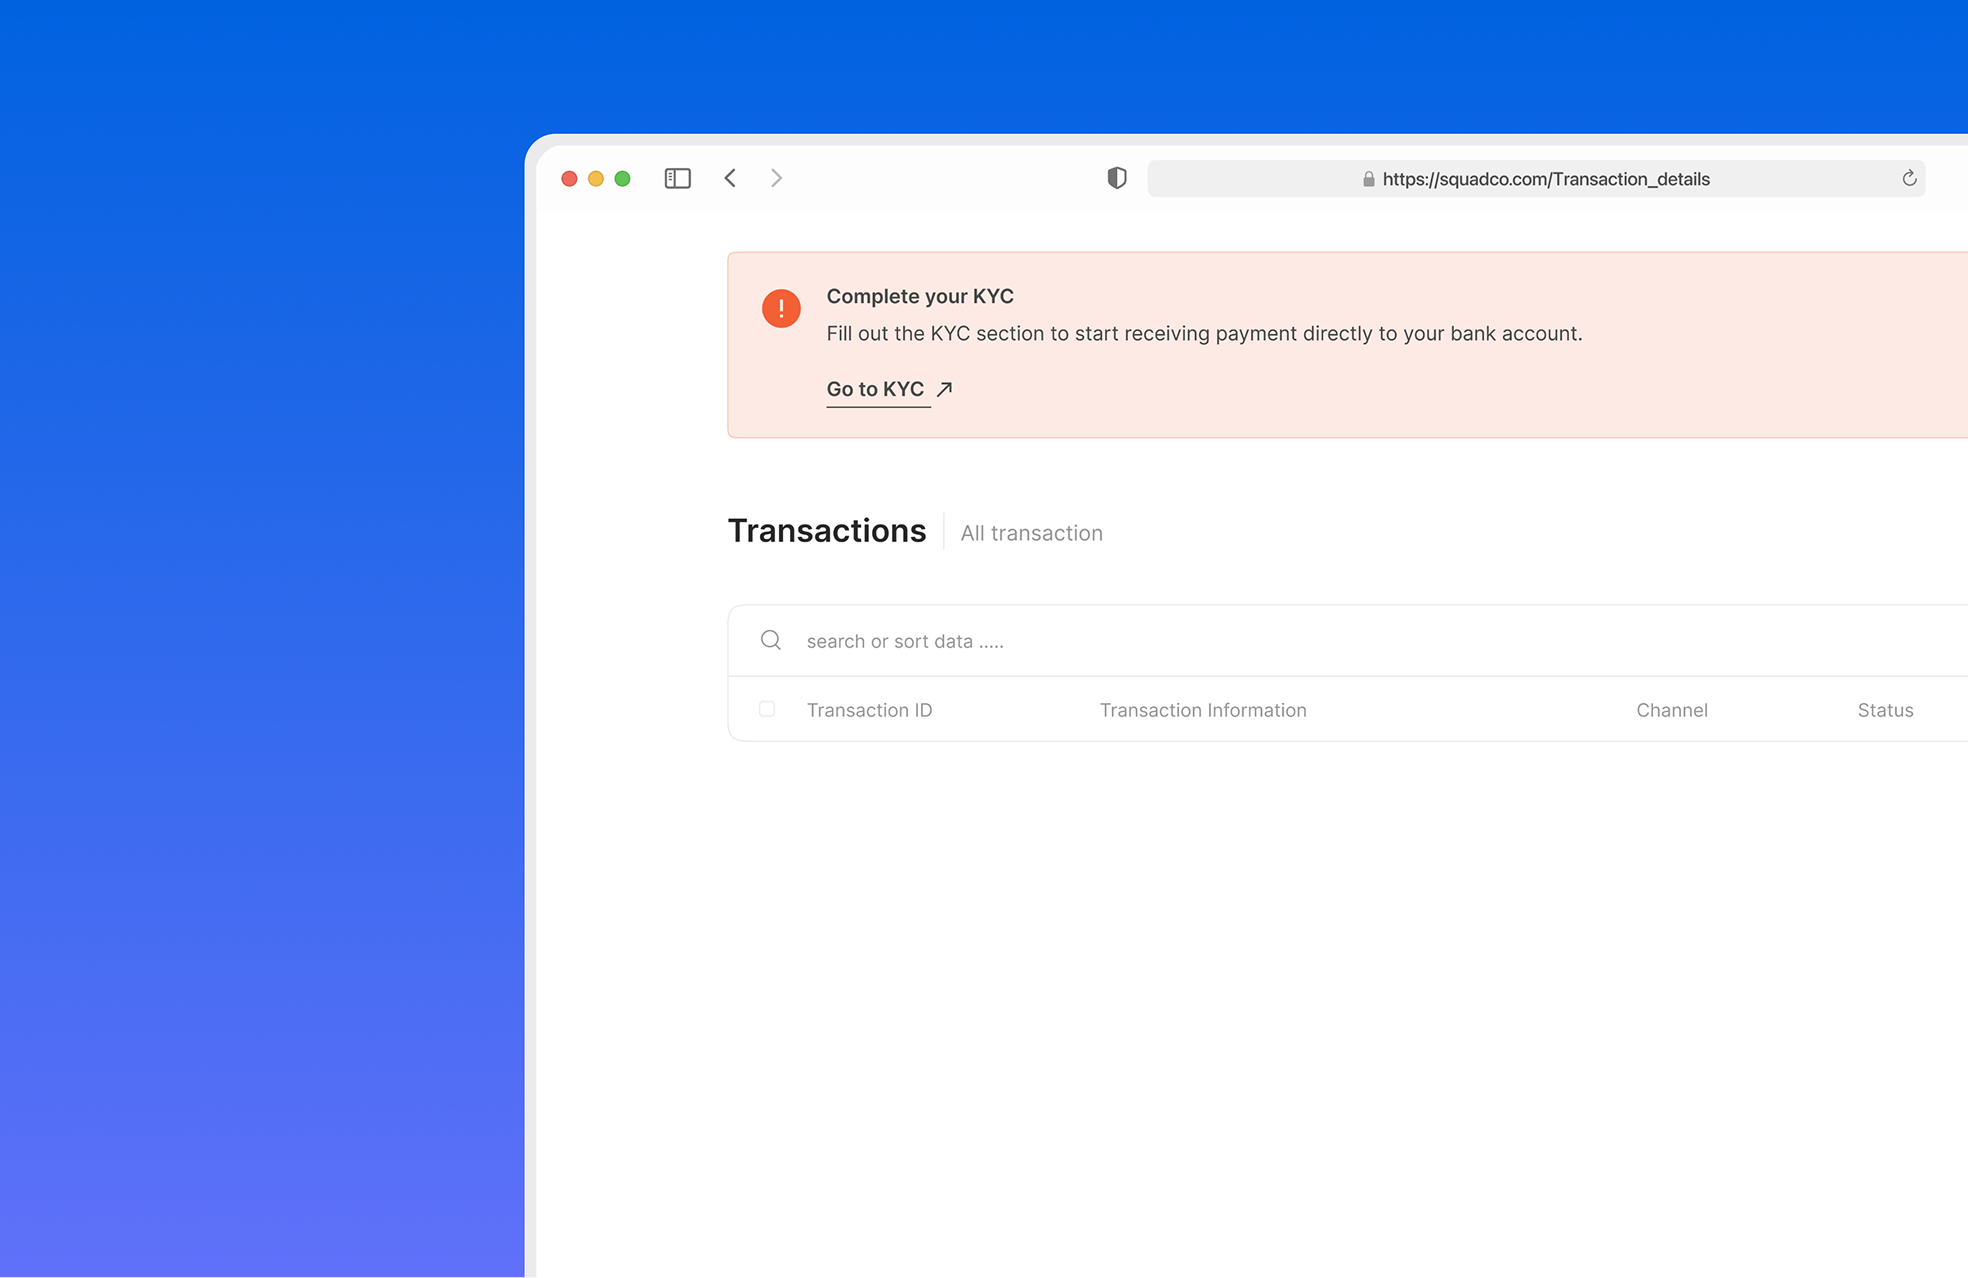 https://squadco.com/Transaction_details
!
Complete your KYC
Fill out the KYC section to start receiving payment directly to your bank account.
Go to KYC
Transactions
All transaction
search or sort data .....
Transaction ID
Transaction Information
Channel
Status